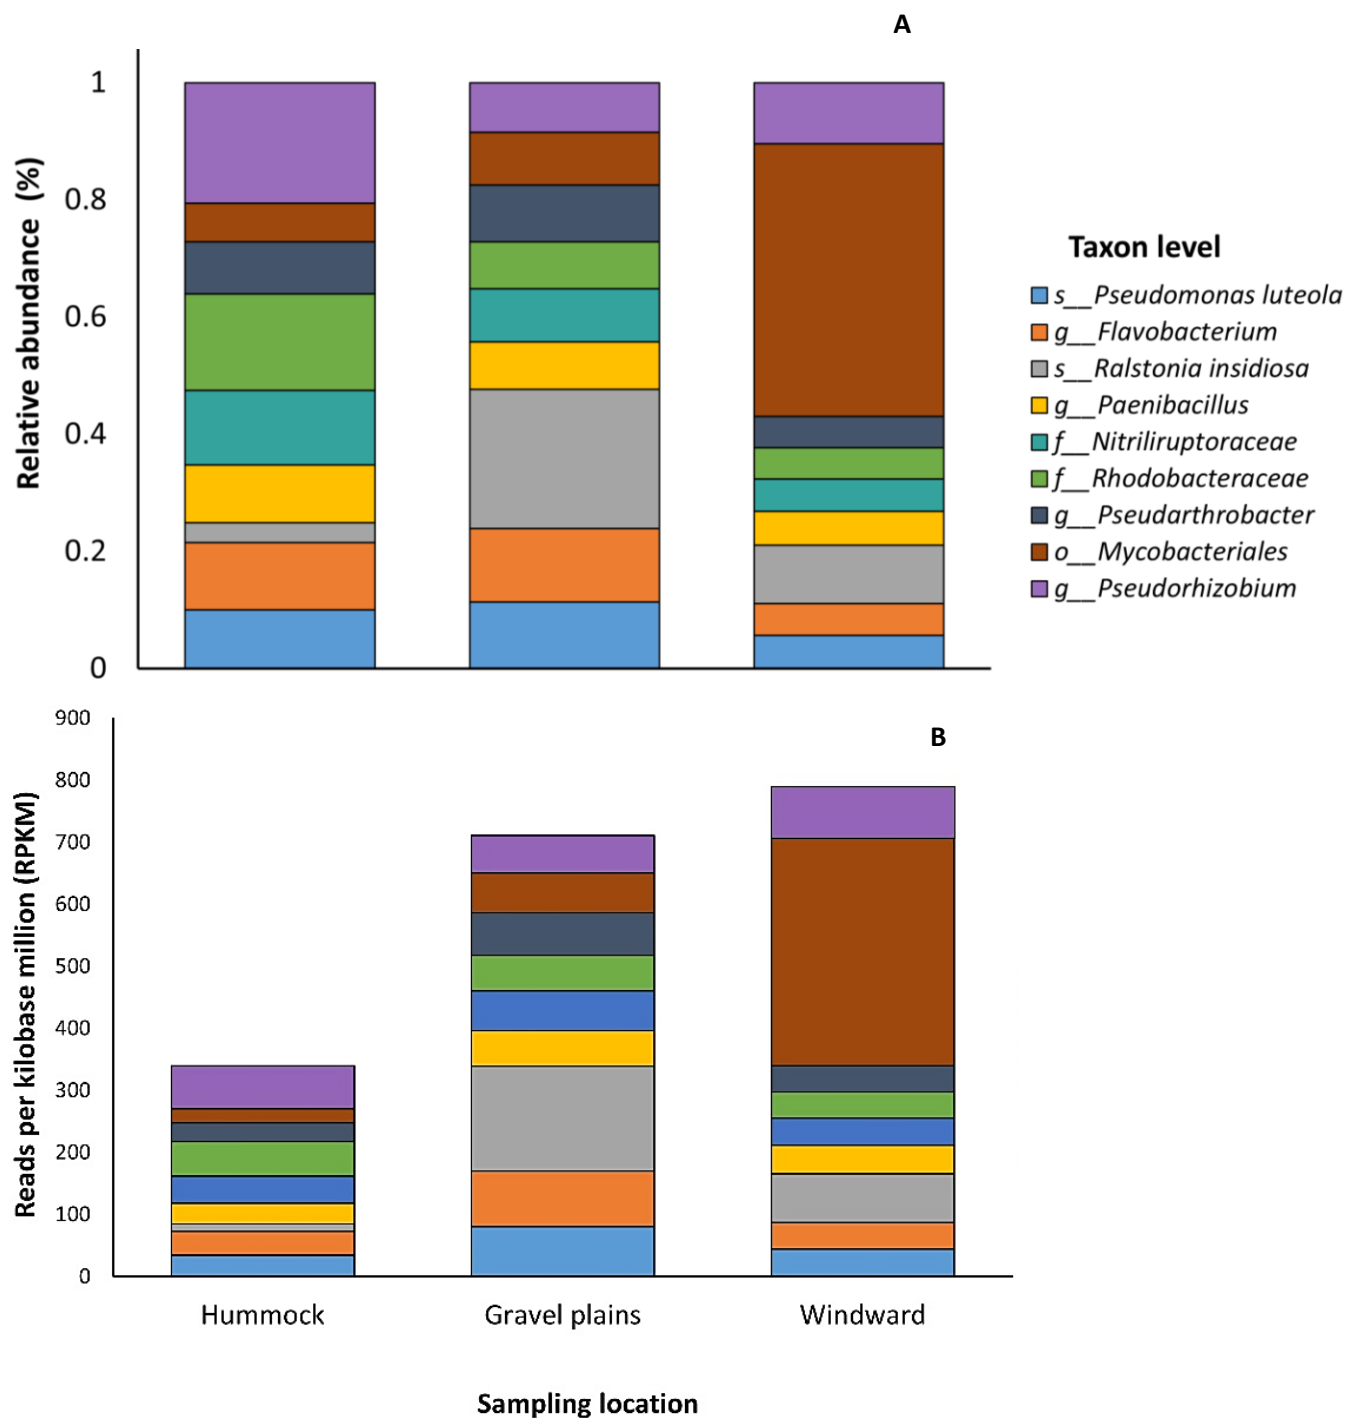 A
Relative abundance (%)
1
0.8
0.6
0.4
0.2
0
Taxon level
s__Pseudomonas luteola
g__Flavobacterium
s__Ralstonia insidiosa
g__Paenibacillus
f__Nitriliruptoraceae
f__Rhodobacteraceae
g__Pseudarthrobacter
o__Mycobacteriales
g__Pseudorhizobium
B
Reads per kilobase million (RPKM)
900
800
700
600
500
400
300
200
100
0
Hummock
Gravel plains
Windward
Sampling location